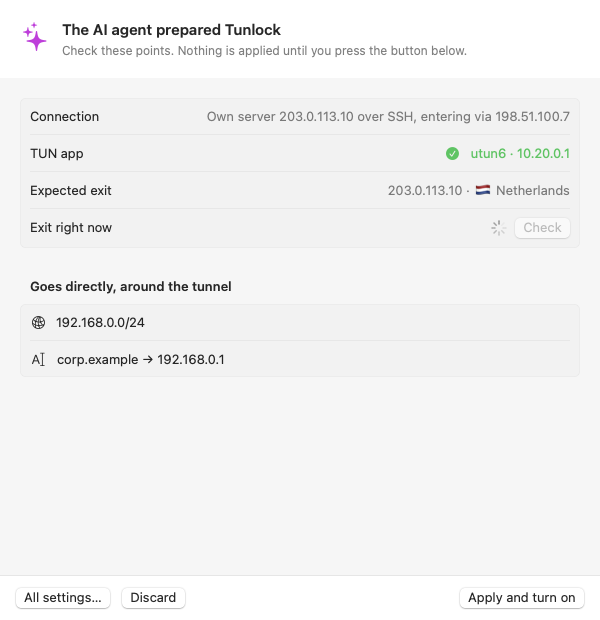 The AI agent prepared Tunlock
Check these points. Nothing is applied until you press the button below.
Connection
Own server 203.0.113.10 over SSH, entering via 198.51.100.7
TUN app
utun6 · 10.20.0.1
Expected exit
203.0.113.10 · 🇳🇱 Netherlands
Exit right now
Check
Goes directly, around the tunnel
192.168.0.0/24
corp.example → 192.168.0.1
All settings...
Discard
Apply and turn on